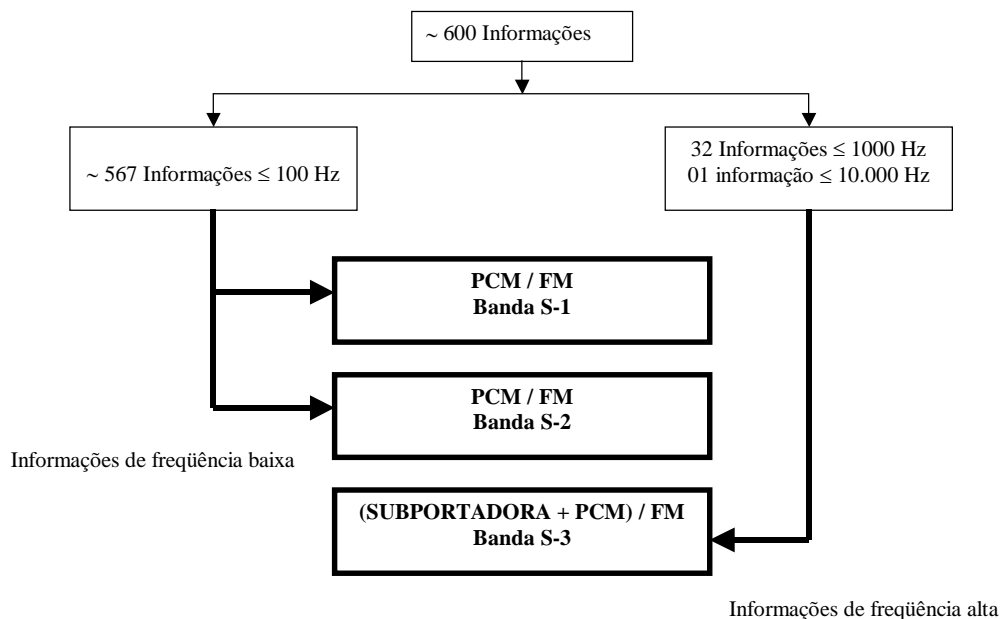 ~ 600 Informações
~ 567 Informações ≤ 100 Hz
32 Informações ≤ 1000 Hz
01 informação ≤ 10.000 Hz
PCM / FM
Banda S-1
PCM / FM
Banda S-2
Informações de freqüência baixa
(SUBPORTADORA + PCM) / FM
Banda S-3
Informações de freqüência alta